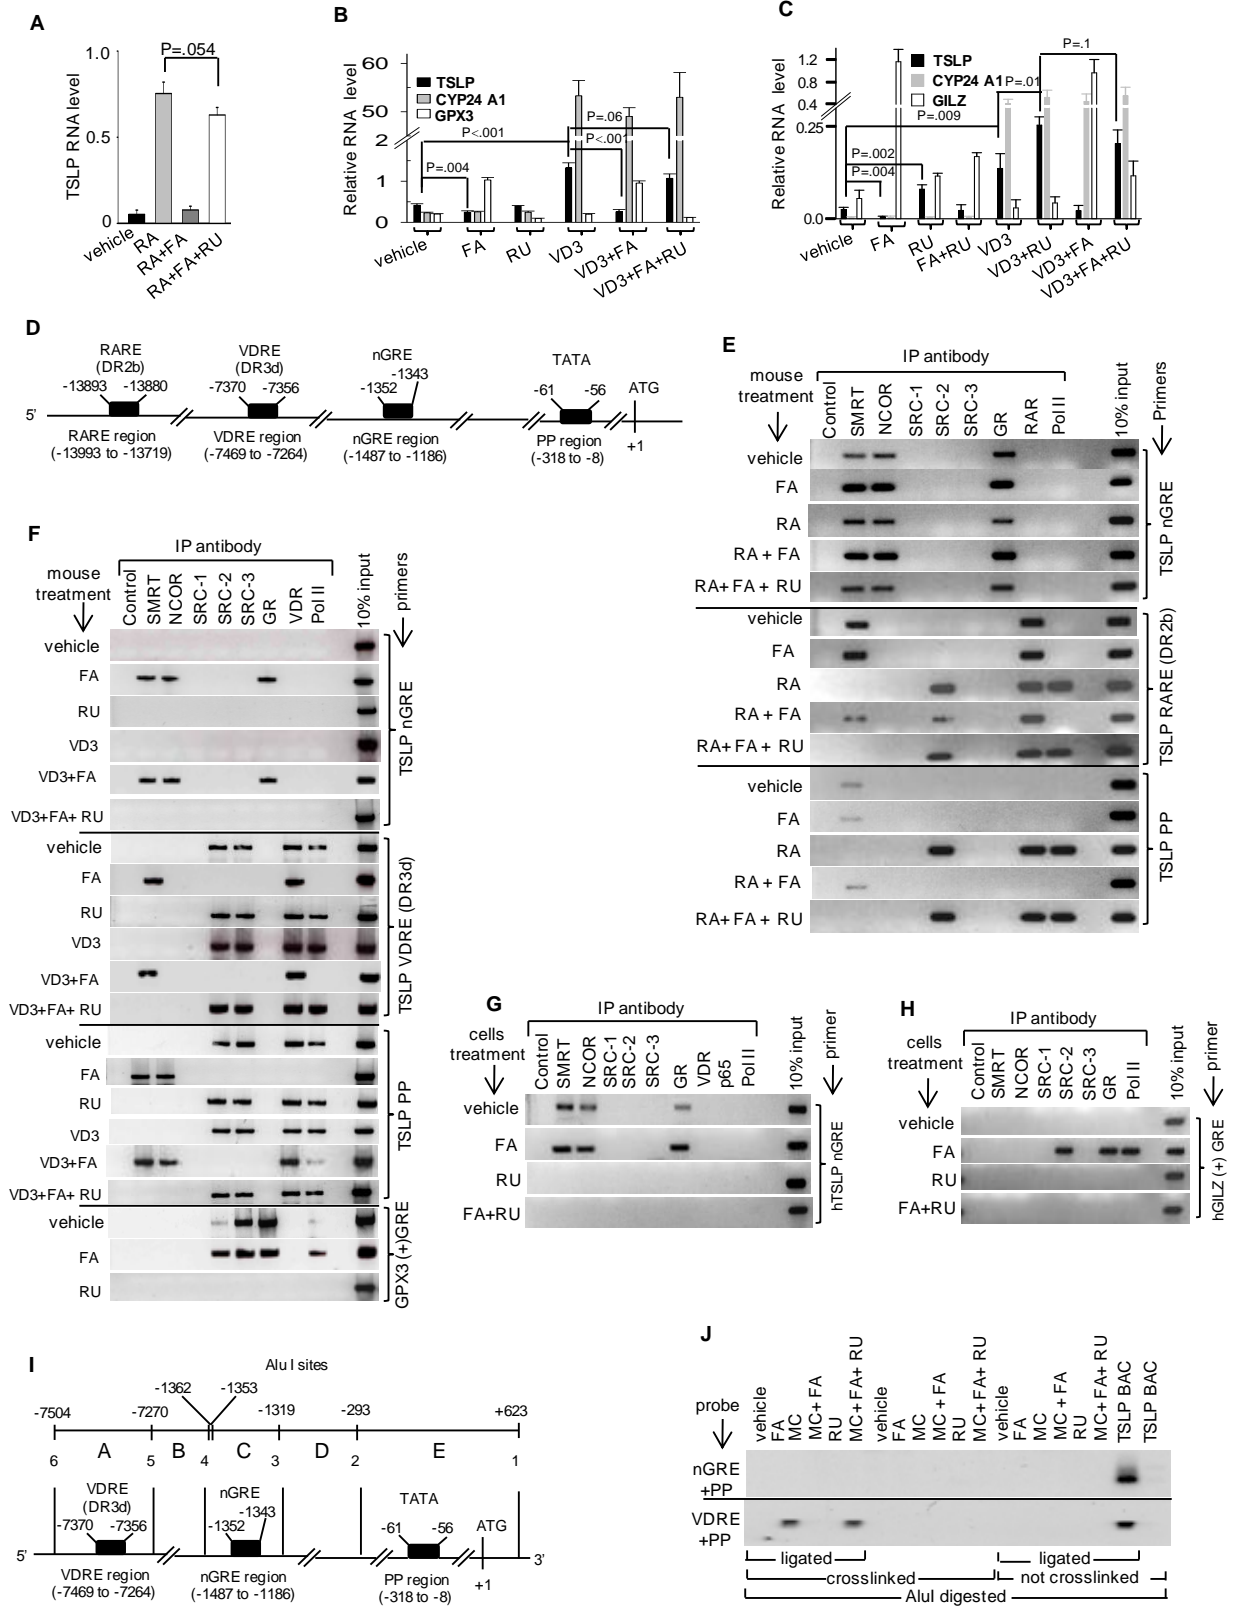 A
TSLP RNA level
1.0
0.5
0
P=.054
vehicle
RA
RA+FA
RA+FA+RU
B
Relative RNA level
60
50
2
1
0
TSLP
CYP24 A1
GPX3
P=.004
P<.001
P=.06
P<.001
vehicle
FA
RU
VD3
VD3+FA
VD3+FA+RU
C
Relative RNA level
1.2
0.8
0.4
0.25
0.0
TSLP
CYP24 A1
GILZ
P=.1
P=.01
P=.009
P=.002
P=.004
vehicle
FA
RU
FA+RU
VD3
VD3+RU
VD3+FA
VD3+FA+RU
D
RARE
(DR2b)
-13893 -13880
VDRE
(DR3d)
-7370 -7356
nGRE
-1352 -1343
TATA
-61 -56
ATG
+1
5'
RARE region
(-13993 to -13719)
VDRE region
(-7469 to -7264)
nGRE region
(-1487 to -1186)
PP region
(-318 to -8)
E
IP antibody
mouse
treatment
Control
SMRT
NCOR
SRC-1
SRC-2
SRC-3
GR
RAR
Pol II
10% input
Primers
vehicle
FA
RA
RA + FA
RA+ FA + RU
TSLP nGRE
vehicle
FA
RA
RA + FA
RA+ FA + RU
TSLP RARE (DR2b)
vehicle
FA
RA
RA + FA
RA+ FA + RU
TSLP PP
F
IP antibody
mouse
treatment
Control
SMRT
NCOR
SRC-1
SRC-2
SRC-3
GR
VDR
Pol II
10% input
primers
vehicle
FA
RU
VD3
VD3+FA
VD3+FA+ RU
TSLP nGRE
vehicle
FA
RU
VD3
VD3+FA
VD3+FA+ RU
TSLP VDRE (DR3d)
vehicle
FA
RU
VD3
VD3+FA
VD3+FA+ RU
TSLP PP
vehicle
FA
RU
GPX3 (+)GRE
G
IP antibody
cells
treatment
Control
SMRT
NCOR
SRC-1
SRC-2
SRC-3
GR
VDR
p65
Pol II
10% input
primer
vehicle
FA
RU
FA+RU
hTSLP nGRE
H
IP antibody
cells
treatment
Control
SMRT
NCOR
SRC-1
SRC-2
SRC-3
GR
Pol II
10% input
primer
vehicle
FA
RU
FA+RU
hGILZ (+) GRE
I
Alu I sites
-7504 -7270 -1362 -1353 -1319 -293 +623
A B C D E
6 5 4 3 2 1
VDRE
(DR3d)
-7370 -7356
nGRE
-1352 -1343
TATA
-61 -56
ATG
+1
5'
3'
VDRE region
(-7469 to -7264)
nGRE region
(-1487 to -1186)
PP region
(-318 to -8)
J
probe
vehicle
FA
MC
MC + FA
RU
MC+ FA+ RU
vehicle
FA
MC
MC + FA
RU
MC+ FA+ RU
vehicle
FA
MC
MC + FA
RU
MC+ FA+ RU
TSLP BAC
TSLP BAC
nGRE
+PP
VDRE
+PP
ligated
ligated
crosslinked
not crosslinked
AluI digested